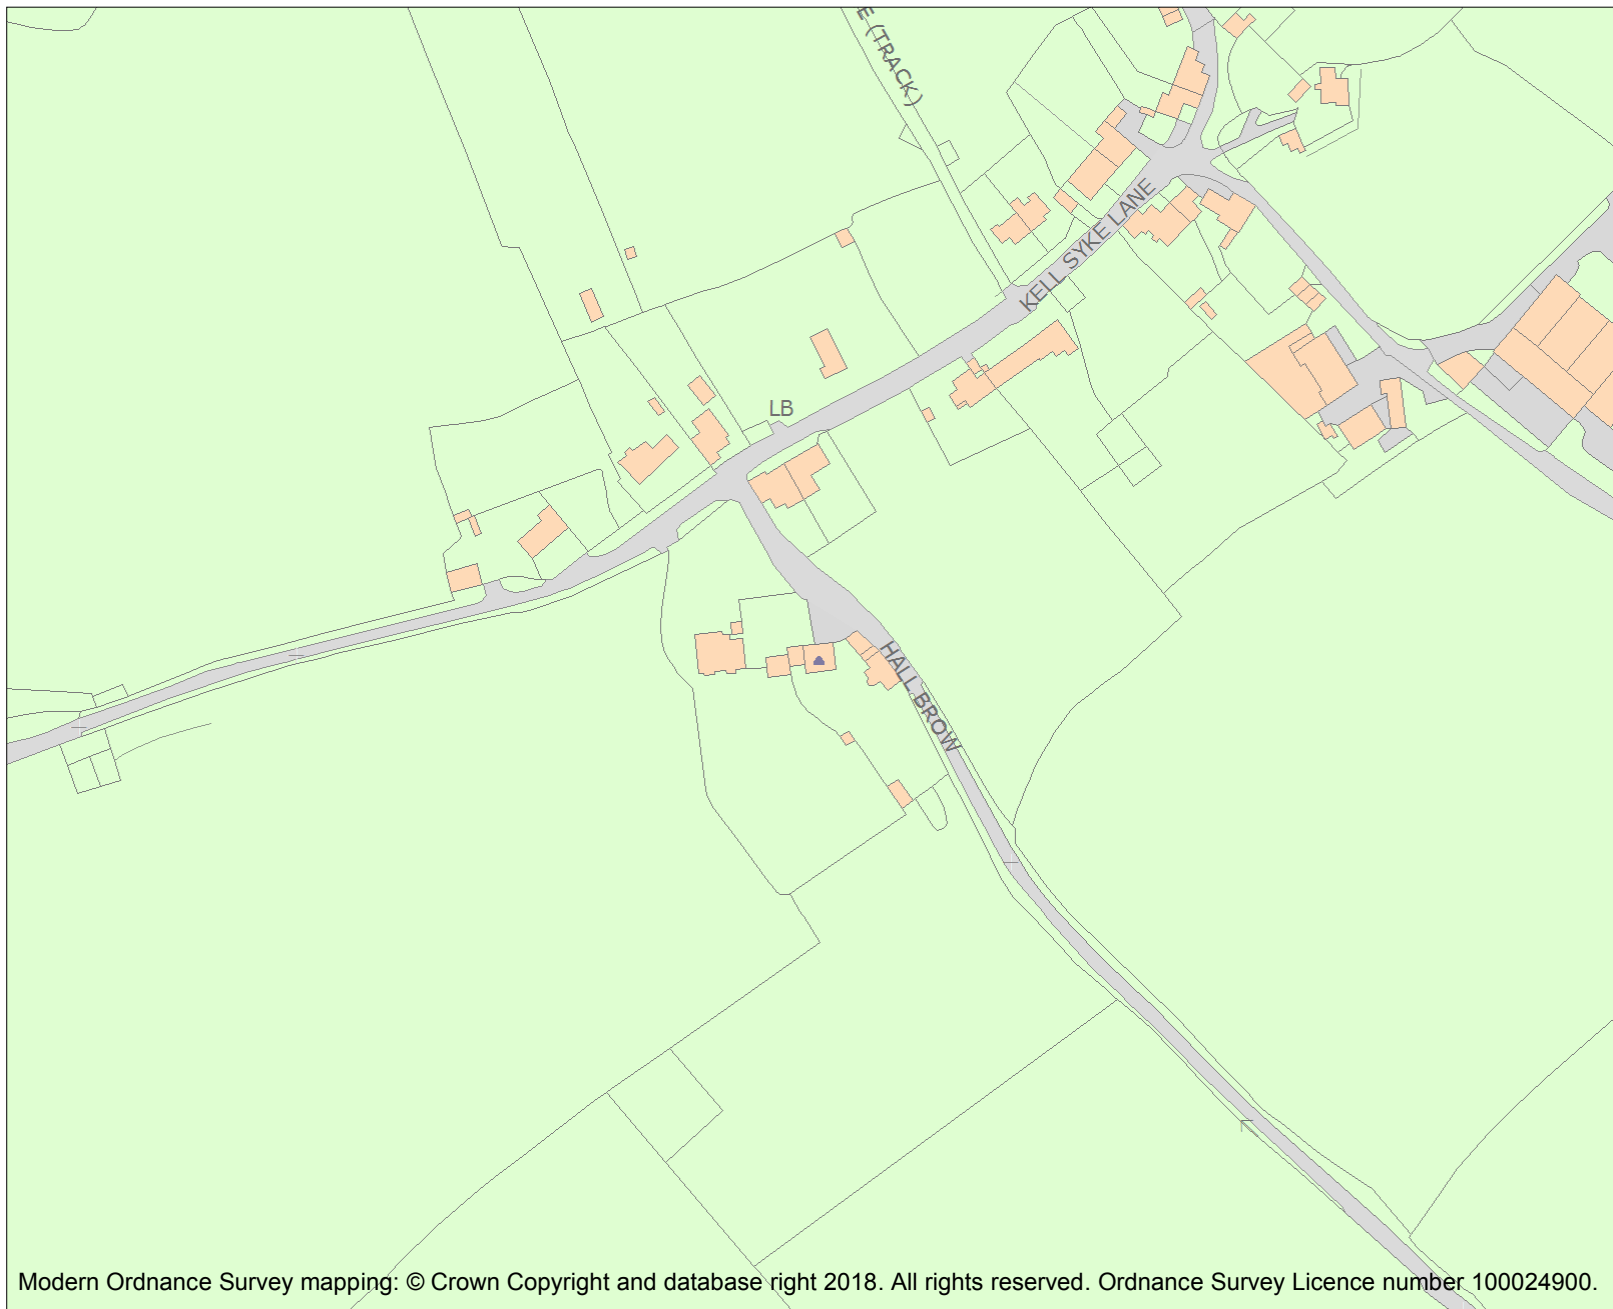 E (TRACK)
KELL SYKE LANE
LB
HALL BROW
Modern Ordnance Survey mapping: © Crown Copyright and database right 2018. All rights reserved. Ordnance Survey Licence number 100024900.